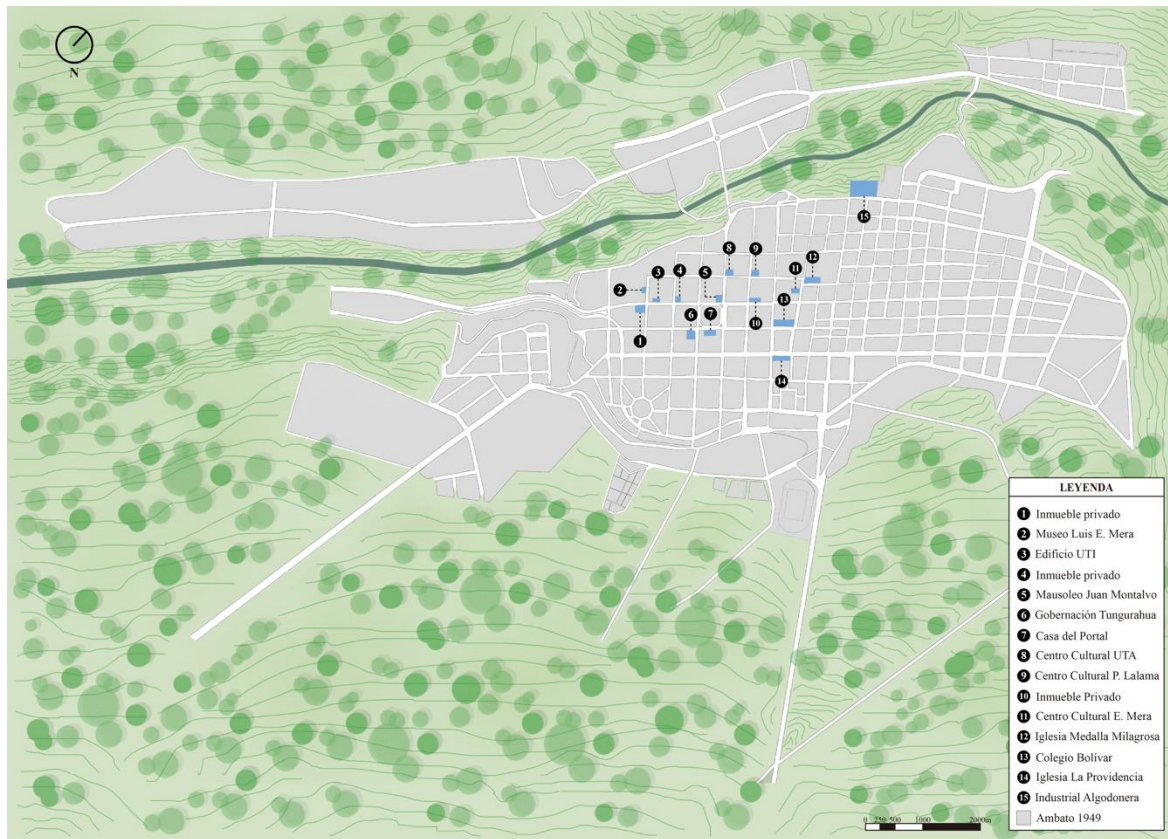 N
15
8
9
12
11
3
4
5
2
13
6
7
10
1
14
LEYENDA
1 Inmueble privado
2 Museo Luis E. Mera
3 Edificio UTI
4 Inmueble privado
5 Mausoleo Juan Montalvo
6 Gobernación Tungurahua
7 Casa del Portal
8 Centro Cultural UTA
9 Centro Cultural P. Lalama
10 Inmueble Privado
11 Centro Cultural E. Mera
12 Iglesia Medalla Milagrosa
13 Colegio Bolívar
14 Iglesia La Providencia
15 Industrial Algodonera
Ambato 1949
0 250 500 1000 2000m